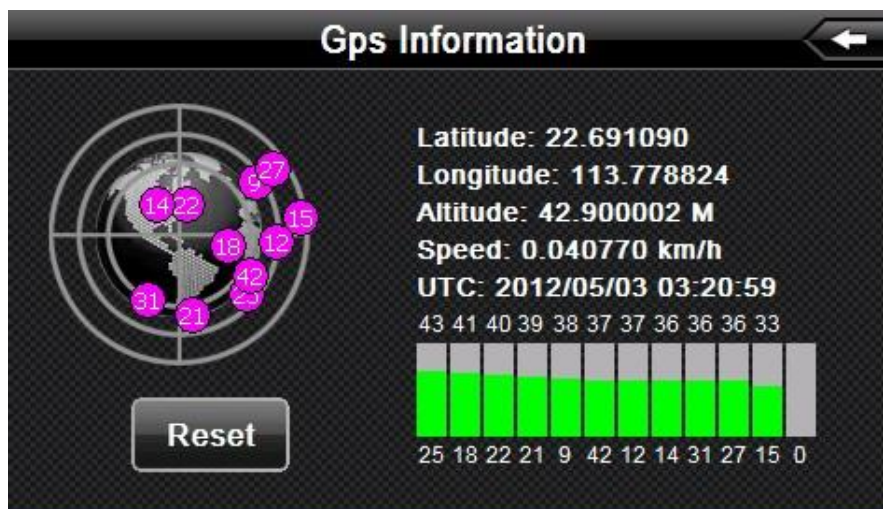 Gps Information
27
9
14 22
15
18 12
42
25
31
21
Latitude: 22.691090
Longitude: 113.778824
Altitude: 42.900002 M
Speed: 0.040770 km/h
UTC: 2012/05/03 03:20:59
43 41 40 39 38 37 37 36 36 36 33
25 18 22 21 9 42 12 14 31 27 15 0
Reset